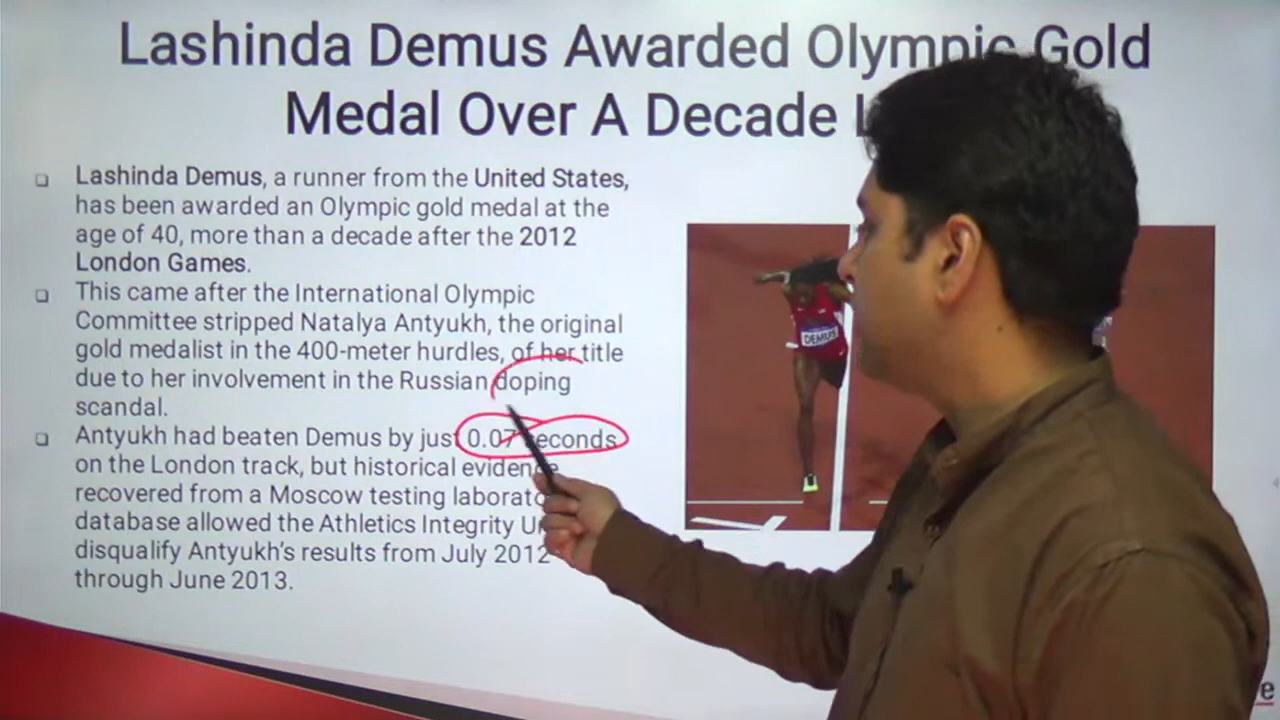 Lashinda Demus Awarded Olympic Gold
Medal Over A Decade
Lashinda Demus, a runner from the United States,
has been awarded an Olympic gold medal at the
age of 40, more than a decade after the 2012
London Games.
This came after the International Olympic
Committee stripped Natalya Antyukh, the original
gold medalist in the 400-meter hurdles, of her title
due to her involvement in the Russian doping
scandal.
Antyukh had beaten Demus by just 0.07 seconds
on the London track, but historical evidence
recovered from a Moscow testing
database allowed the Athletics Integrity
disqualify Antyukh's results from July 2012
through June 2013.
DEMUS